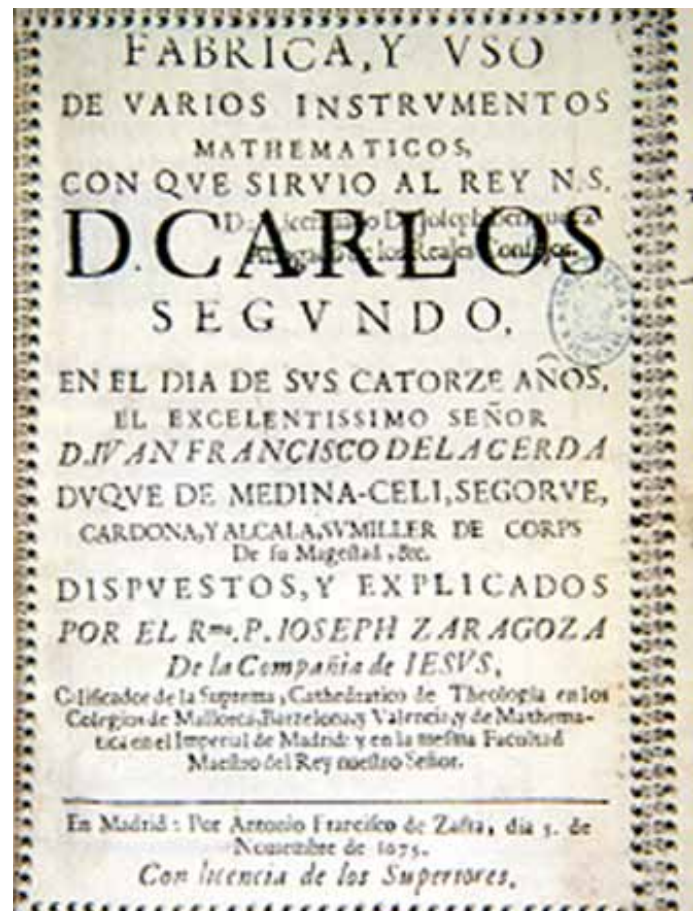 FABRICA, Y VSO
DE VARIOS INSTRVMENTOS
MATHEMATICOS,
CON QVE SIRVIO AL REY N.S.
D. CARLOS
de los Reales
SEGVNDO,
EN EL DIA DE SVS CATORZE AÑOS,
EL EXCELENTISSIMO SEÑOR
D. IVAN FRANCISCO DE LA CERDA
DVQVE DE MEDINA-CELI, SEGORVE,
CARDONA, Y ALCALA, SVMILLER DE CORPS
De su Magestad, &c.
DISPVESTOS, Y EXPLICADOS
POR EL Rmo. P. IOSEPH ZARAGOZA
De la Compañia de IESVS,
Calificador de la Suprema, Cathedratico de Theologia en los
Colegios de Mallorca, Barzelona, y Valencia, y de Mathema-
tica en el Imperial de Madrid: y en la mesma Facultad
Maestro del Rey nuestro Señor.
En Madrid: Por Antonio Francisco de Zafra, dia 5. de
Nouiembre de 1675.
Con licencia de los Superiores.